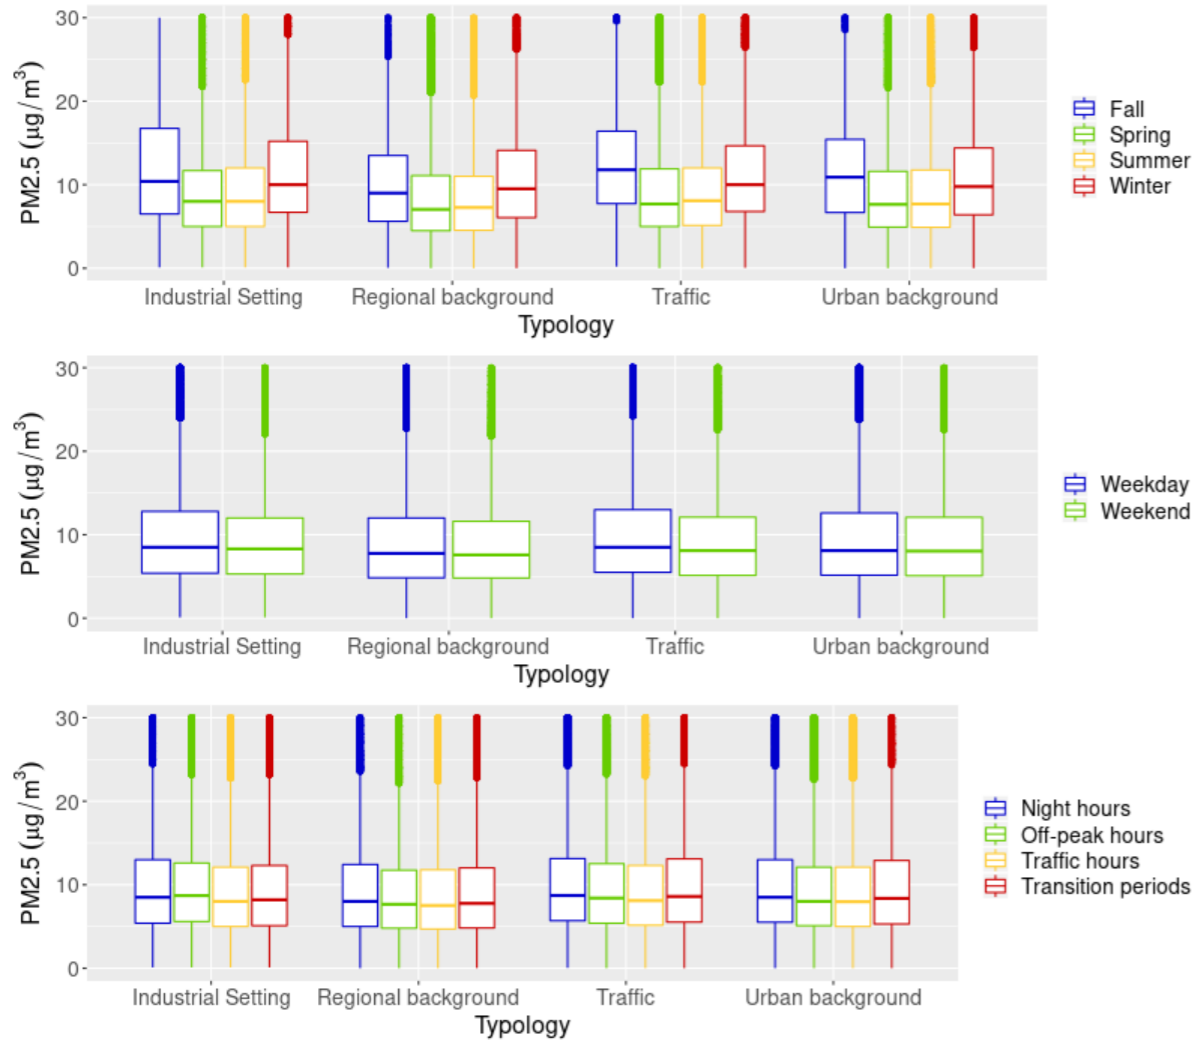 PM2.5 (μg/m³)
30
20
10
0
Industrial Setting Regional background Traffic Urban background
Typology
Fall
Spring
Summer
Winter
PM2.5 (μg/m³)
30
20
10
0
Industrial Setting Regional background Traffic Urban background
Typology
Weekday
Weekend
PM2.5 (μg/m³)
30
20
10
0
Industrial Setting Regional background Traffic Urban background
Typology
Night hours
Off-peak hours
Traffic hours
Transition periods